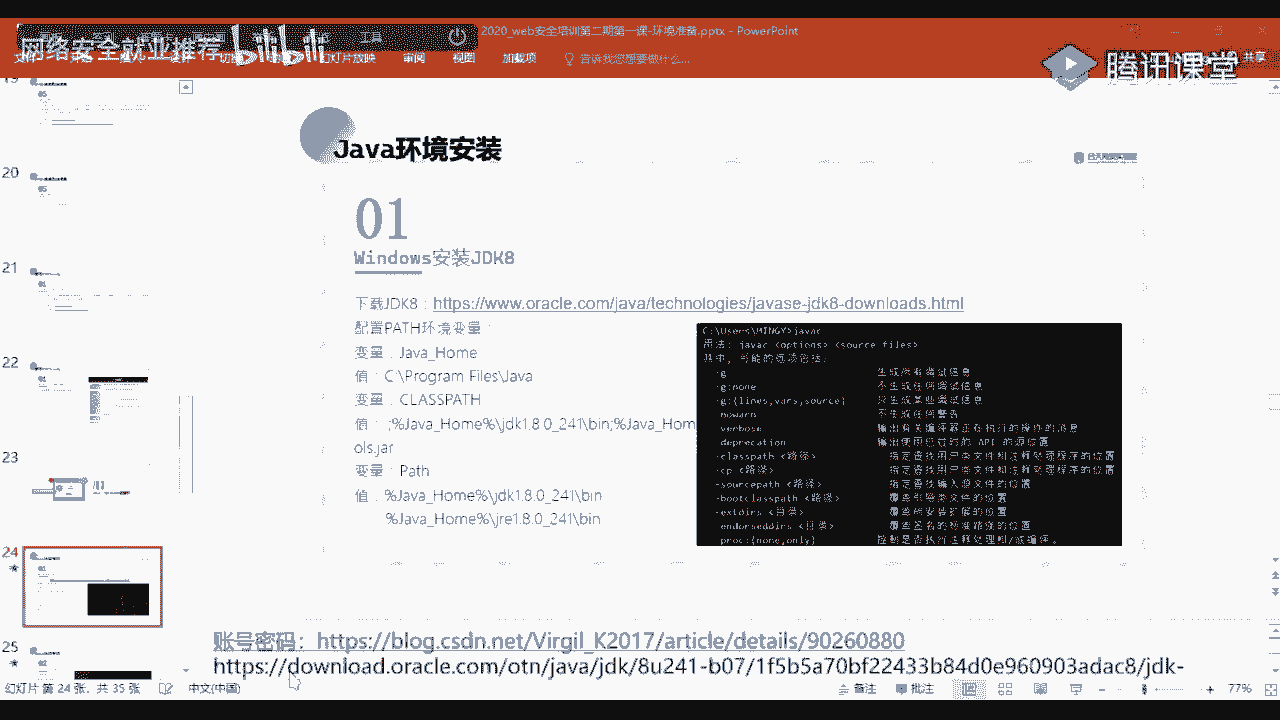 2020_web安全培训第二期第一课-环境准备.pptx - PowerPoint
网络安全就业推荐 bilibili
工具
幻灯片放映 审阅 视图 加载项 告诉我您想要做什么... 共享
腾讯课堂
Java环境安装
01
Windows安装JDK8
下载JDK8：https://www.oracle.com/java/technologies/javase-jdk8-downloads.html
配置PATH环境变量：
变量：Java_Home
值：C:\Program Files\Java
变量：CLASSPATH
值：.;%Java_Home%\jdk1.8.0_241\bin;%Java_Hom
ols.jar
变量：Path
值：%Java_Home%\jdk1.8.0_241\bin
%Java_Home%\jre1.8.0_241\bin
C:\Users\MINGY>javac
用法: javac <options> <source files>
其中, 可能的选项包括:
-g 生成所有调试信息
-g:none 不生成任何调试信息
-g:{lines,vars,source} 只生成某些调试信息
-nowarn 不生成任何警告
-verbose 输出有关编译器正在执行的操作的消息
-deprecation 输出使用已过时的 API 的源位置
-classpath <路径> 指定查找用户类文件和注释处理程序的位置
-cp <路径> 指定查找用户类文件和注释处理程序的位置
-sourcepath <路径> 指定查找输入源文件的位置
-bootclasspath <路径> 覆盖引导类文件的位置
-extdirs <目录> 覆盖所安装扩展的位置
-endorseddirs <目录> 覆盖签名的标准路径的位置
-proc:{none,only} 控制是否执行注释处理和/或编译。
19
20
21
22
23
24
25
账号密码：https://blog.csdn.net/Virgil_K2017/article/details/90260880
https://download.oracle.com/otn/java/jdk/8u241-b07/1f5b5a70bf22433b84d0e960903adac8/jdk-
幻灯片 第 24 张，共 35 张 中文(中国) 备注 批注 77%